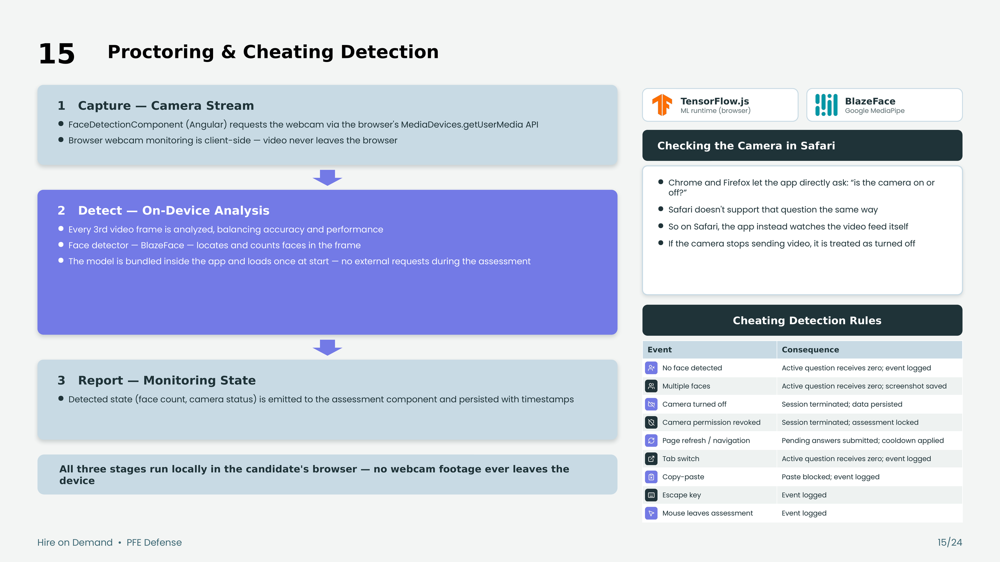 15 Proctoring & Cheating Detection
1 Capture — Camera Stream
● FaceDetectionComponent (Angular) requests the webcam via the browser's MediaDevices.getUserMedia API
● Browser webcam monitoring is client-side — video never leaves the browser
2 Detect — On-Device Analysis
● Every 3rd video frame is analyzed, balancing accuracy and performance
● Face detector — BlazeFace — locates and counts faces in the frame
● The model is bundled inside the app and loads once at start — no external requests during the assessment
3 Report — Monitoring State
● Detected state (face count, camera status) is emitted to the assessment component and persisted with timestamps
All three stages run locally in the candidate's browser — no webcam footage ever leaves the
device
TensorFlow.js
ML runtime (browser)
BlazeFace
Google MediaPipe
Checking the Camera in Safari
● Chrome and Firefox let the app directly ask: “is the camera on or
off?”
● Safari doesn't support that question the same way
● So on Safari, the app instead watches the video feed itself
● If the camera stops sending video, it is treated as turned off
Cheating Detection Rules
Event Consequence
No face detected Active question receives zero; event logged
Multiple faces Active question receives zero; screenshot saved
Camera turned off Session terminated; data persisted
Camera permission revoked Session terminated; assessment locked
Page refresh / navigation Pending answers submitted; cooldown applied
Tab switch Active question receives zero; event logged
Copy-paste Paste blocked; event logged
Escape key Event logged
Mouse leaves assessment Event logged
Hire on Demand • PFE Defense
15/24